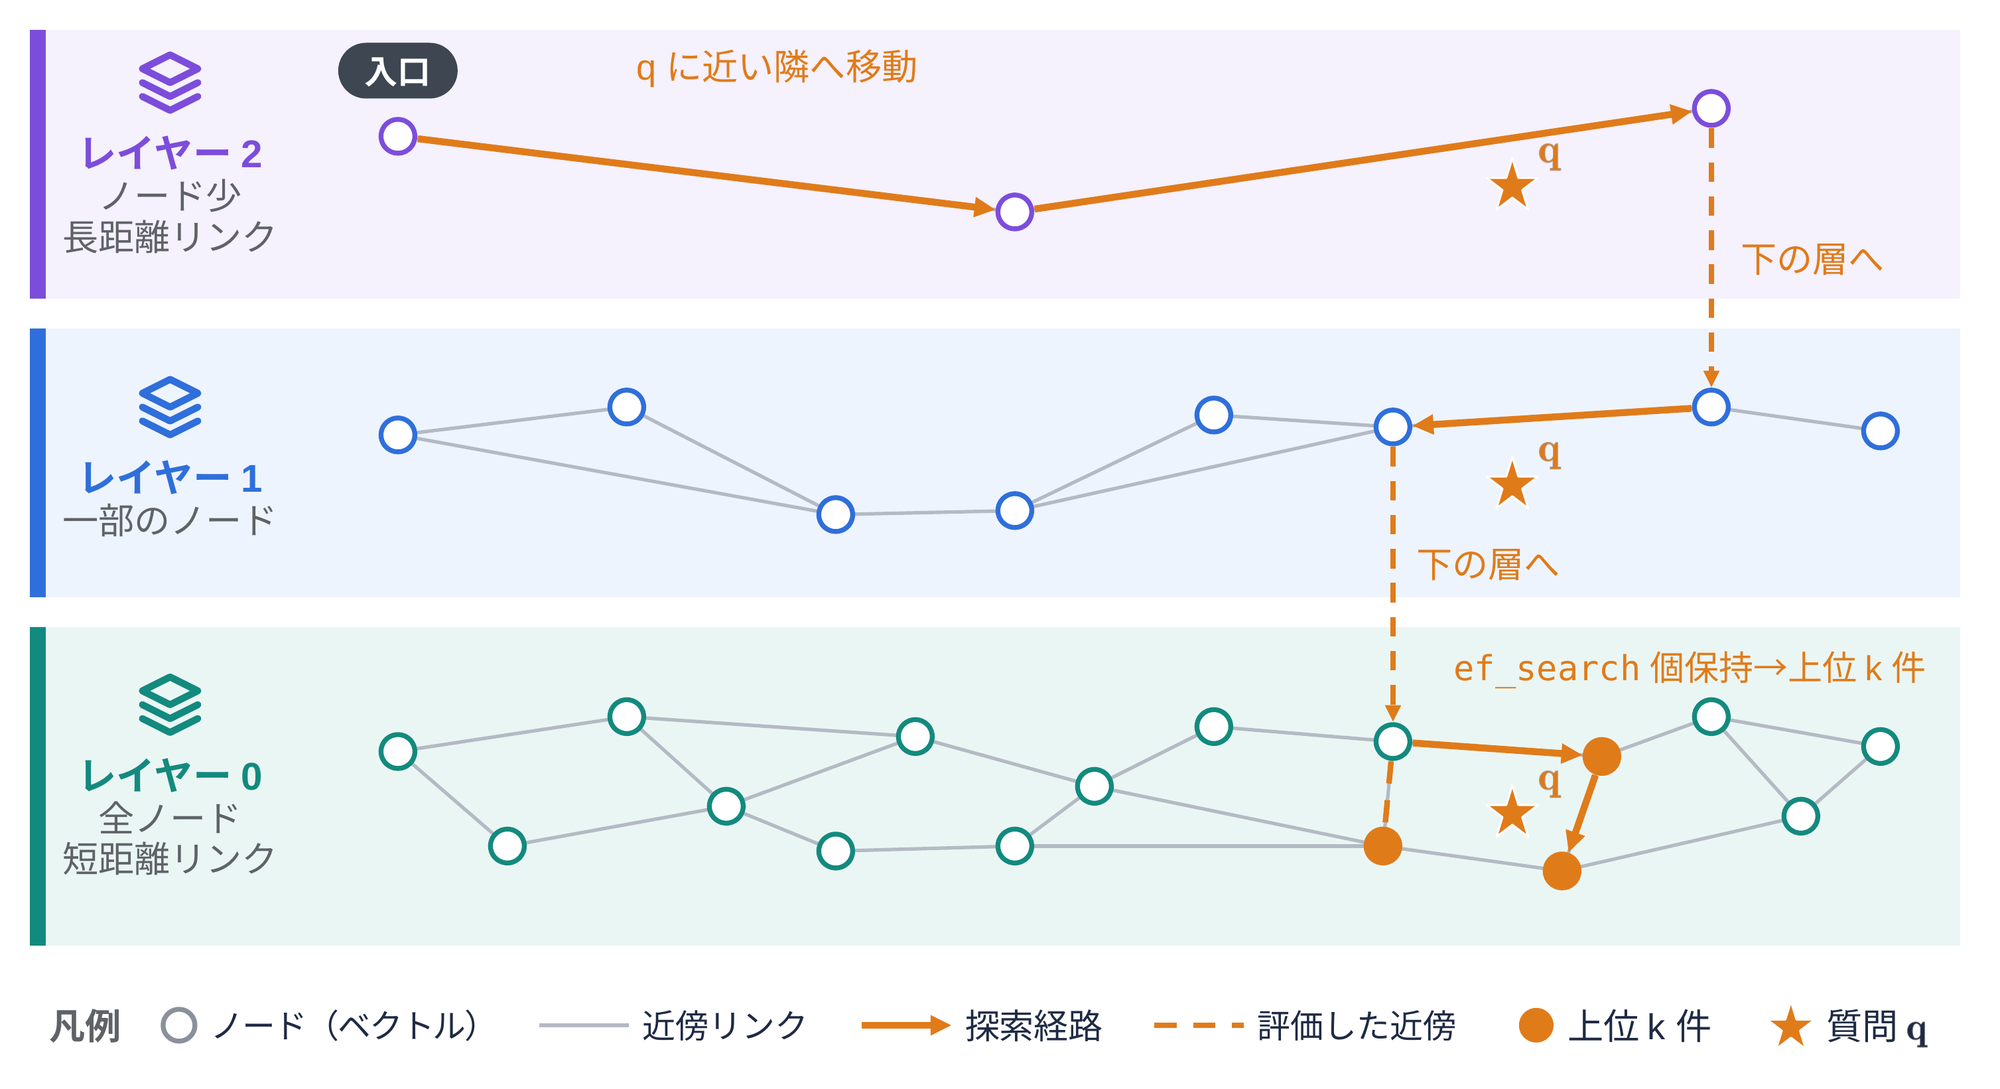 入口
q に近い隣へ移動
レイヤー 2
ノード少
長距離リンク
q
下の層へ
レイヤー 1
一部のノード
q
下の層へ
ef_search 個保持→上位 k 件
レイヤー 0
全ノード
短距離リンク
q
凡例 ノード（ベクトル） 近傍リンク 探索経路 評価した近傍 上位 k 件 質問 q